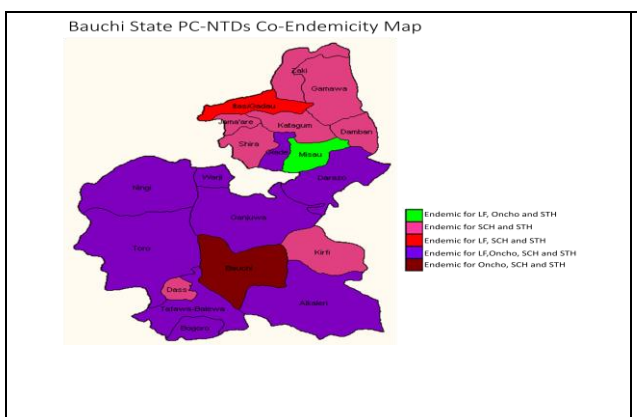 Bauchi State PC-NTDs Co-Endemicity Map
Zaki
Gamawa
Itas/Gadau
Jama'are
Katagum
Damban
Shira
Giade
Misau
Darazo
Ningi
Warji
Ganjuwa
Toro
Kirfi
Bauchi
Dass
Alkaleri
Tafawa-Balewa
Bogoro
Endemic for LF, Oncho and STH
Endemic for SCH and STH
Endemic for LF, SCH and STH
Endemic for LF,Oncho, SCH and STH
Endemic for Oncho, SCH and STH